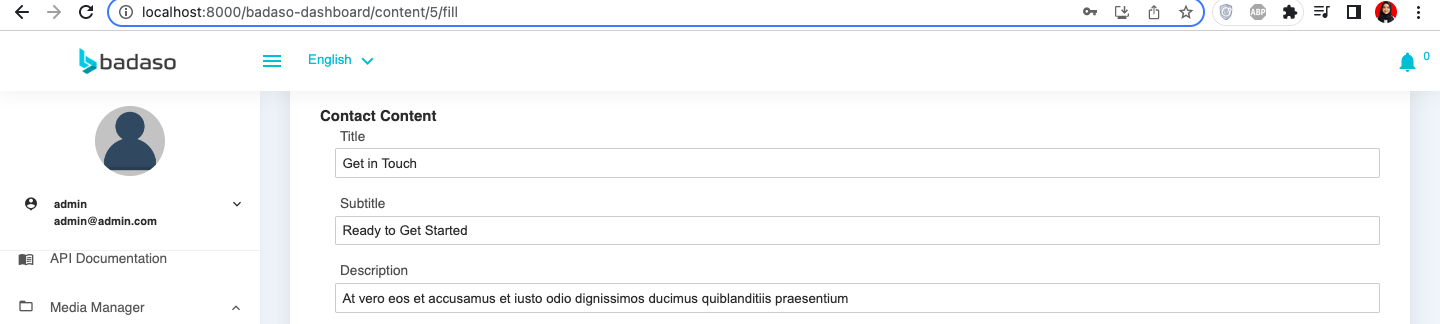 localhost:8000/badaso-dashboard/content/5/fill
ABP
badaso
English
0
Contact Content
Title
Get in Touch
Subtitle
admin
Ready to Get Started
admin@admin.com
API Documentation
Description
At vero eos et accusamus et iusto odio dignissimos ducimus quiblanditiis praesentium
Media Manager